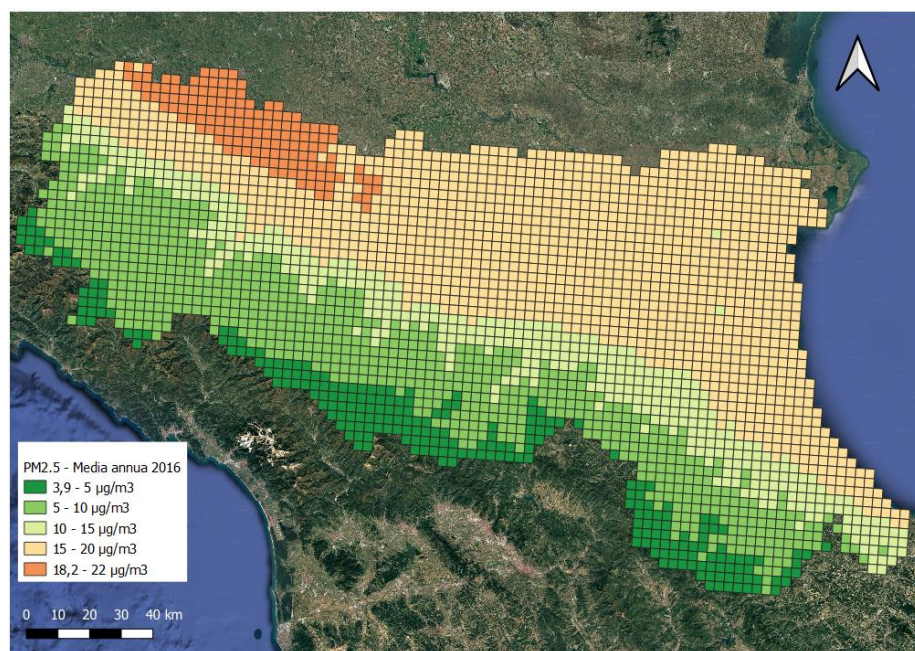 PM2.5 - Media annua 2016
3,9 - 5 µg/m3
5 - 10 µg/m3
10 - 15 µg/m3
15 - 20 µg/m3
18,2 - 22 µg/m3
0 10 20 30 40 km